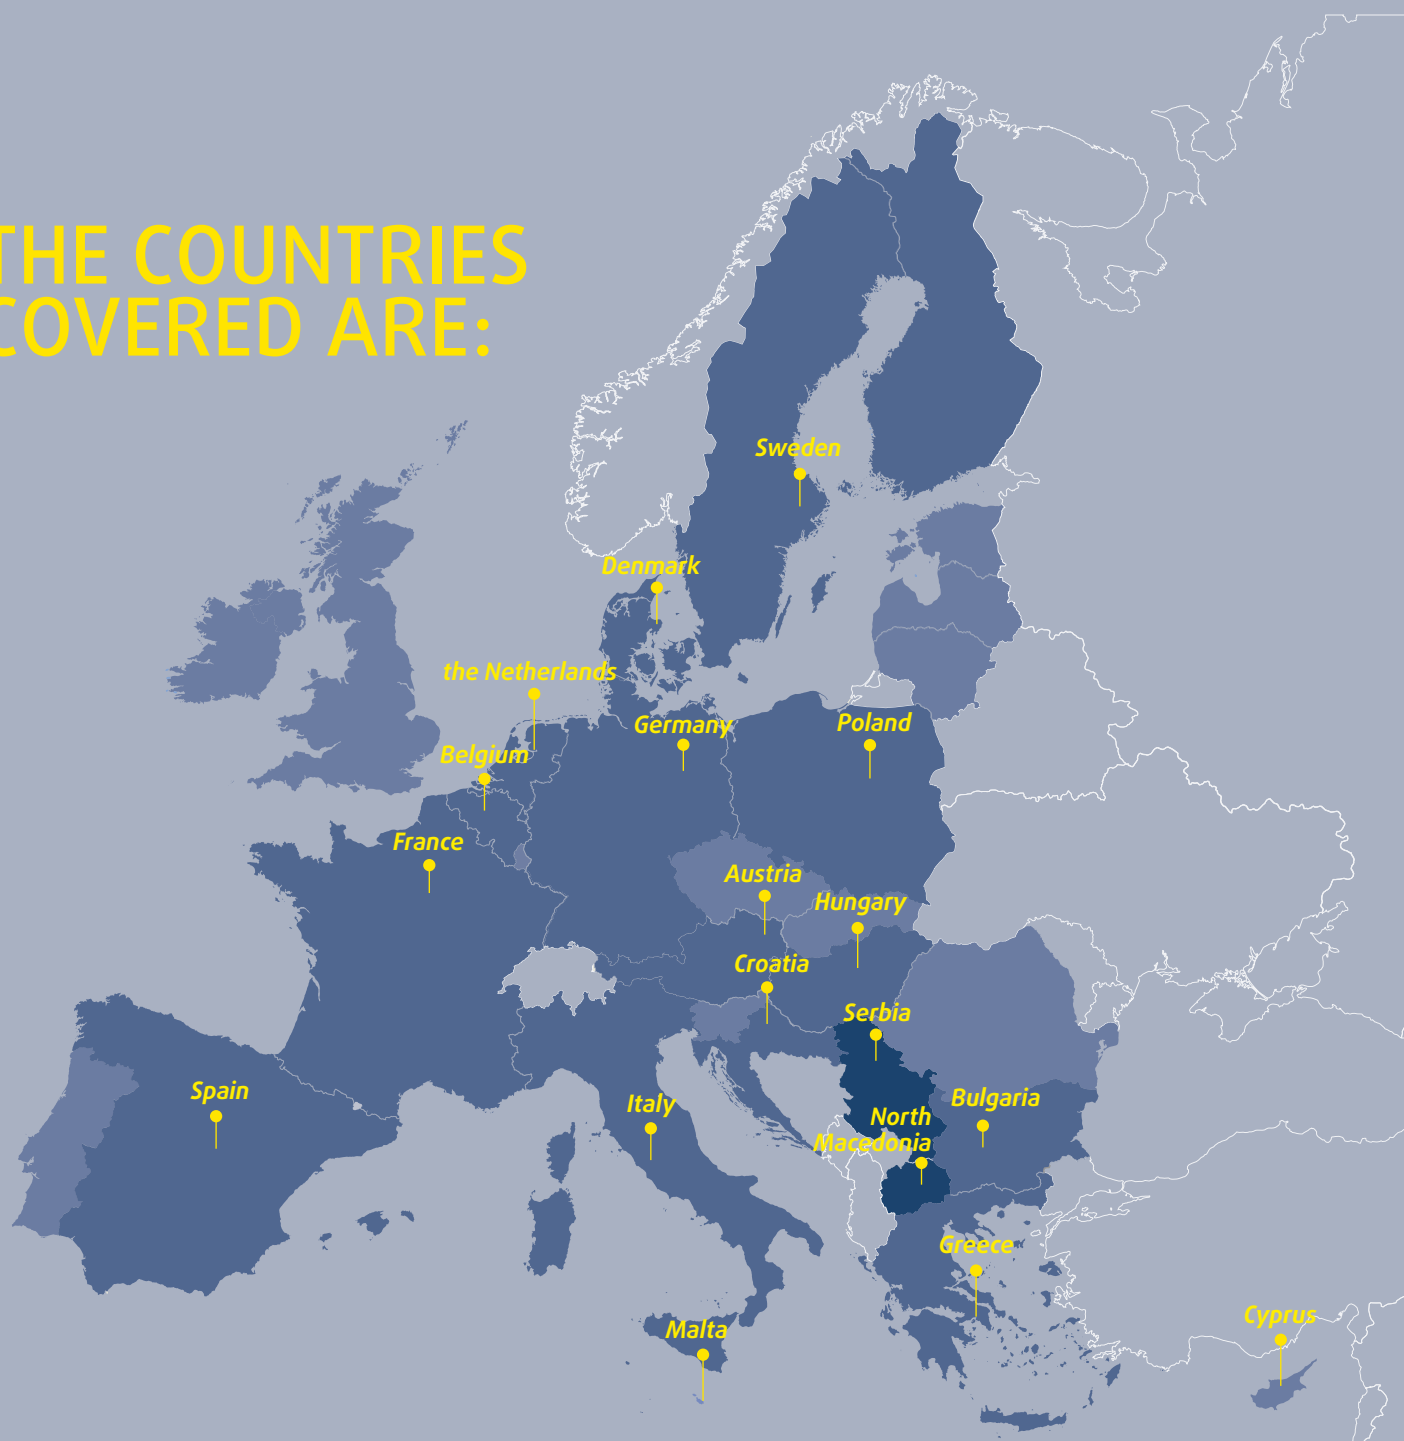 THE COUNTRIES
COVERED ARE:
Sweden
Denmark
the Netherlands
Germany
Poland
Belgium
France
Austria
Hungary
Croatia
Serbia
Spain
Italy
Bulgaria
North
Macedonia
Greece
Malta
Cyprus